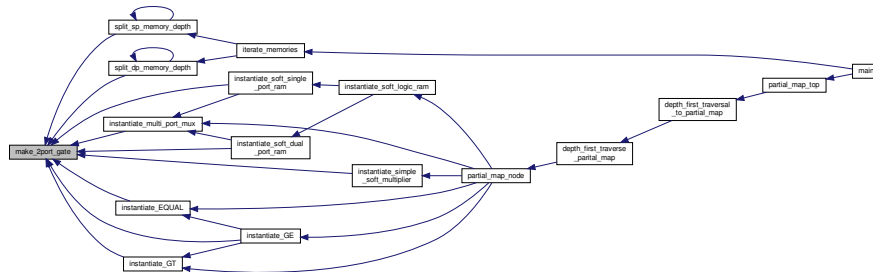 split_sp_memory_depth
iterate_memories
split_dp_memory_depth
main
instantiate_soft_single
_port_ram
instantiate_soft_logic_ram
partial_map_top
depth_first_traversal
_to_partial_map
instantiate_multi_port_mux
instantiate_soft_dual
_port_ram
make_2port_gate
depth_first_traverse
_parital_map
instantiate_simple
_soft_multiplier
partial_map_node
instantiate_EQUAL
instantiate_GE
instantiate_GT